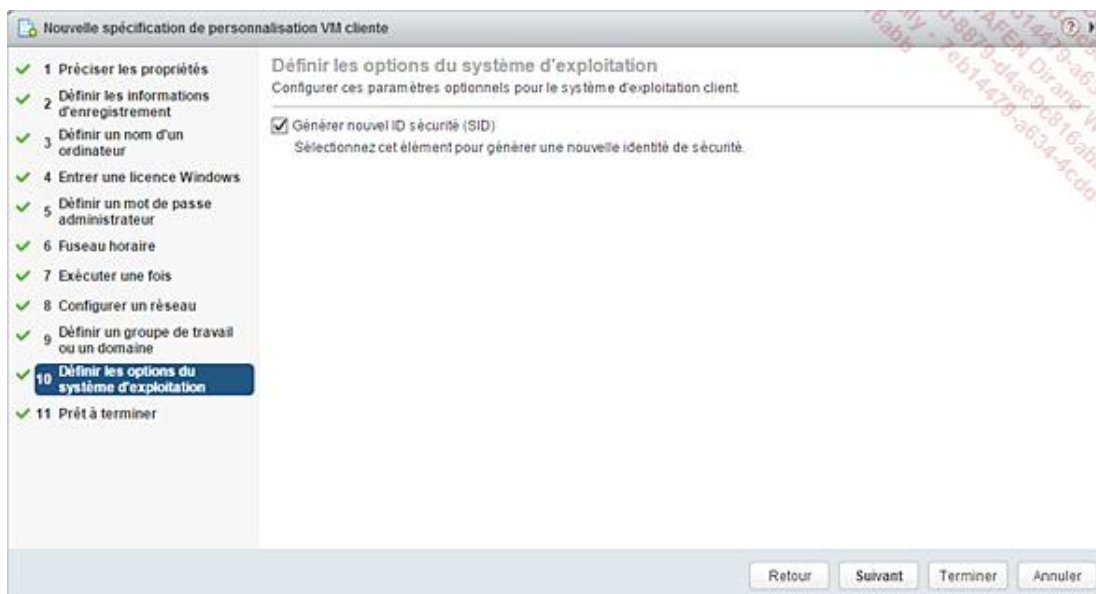 Nouvelle spécification de personnalisation VM cliente
1 Préciser les propriétés
2 Définir les informations
d'enregistrement
3 Définir un nom d'un
ordinateur
4 Entrer une licence Windows
5 Définir un mot de passe
administrateur
6 Fuseau horaire
7 Exécuter une fois
8 Configurer un réseau
9 Définir un groupe de travail
ou un domaine
10 Définir les options du
système d'exploitation
11 Prêt à terminer
Définir les options du système d'exploitation
Configurer ces paramètres optionnels pour le système d'exploitation client.
Générer nouvel ID sécurité (SID)
Sélectionnez cet élément pour générer une nouvelle identité de sécurité.
Retour
Suivant
Terminer
Annuler